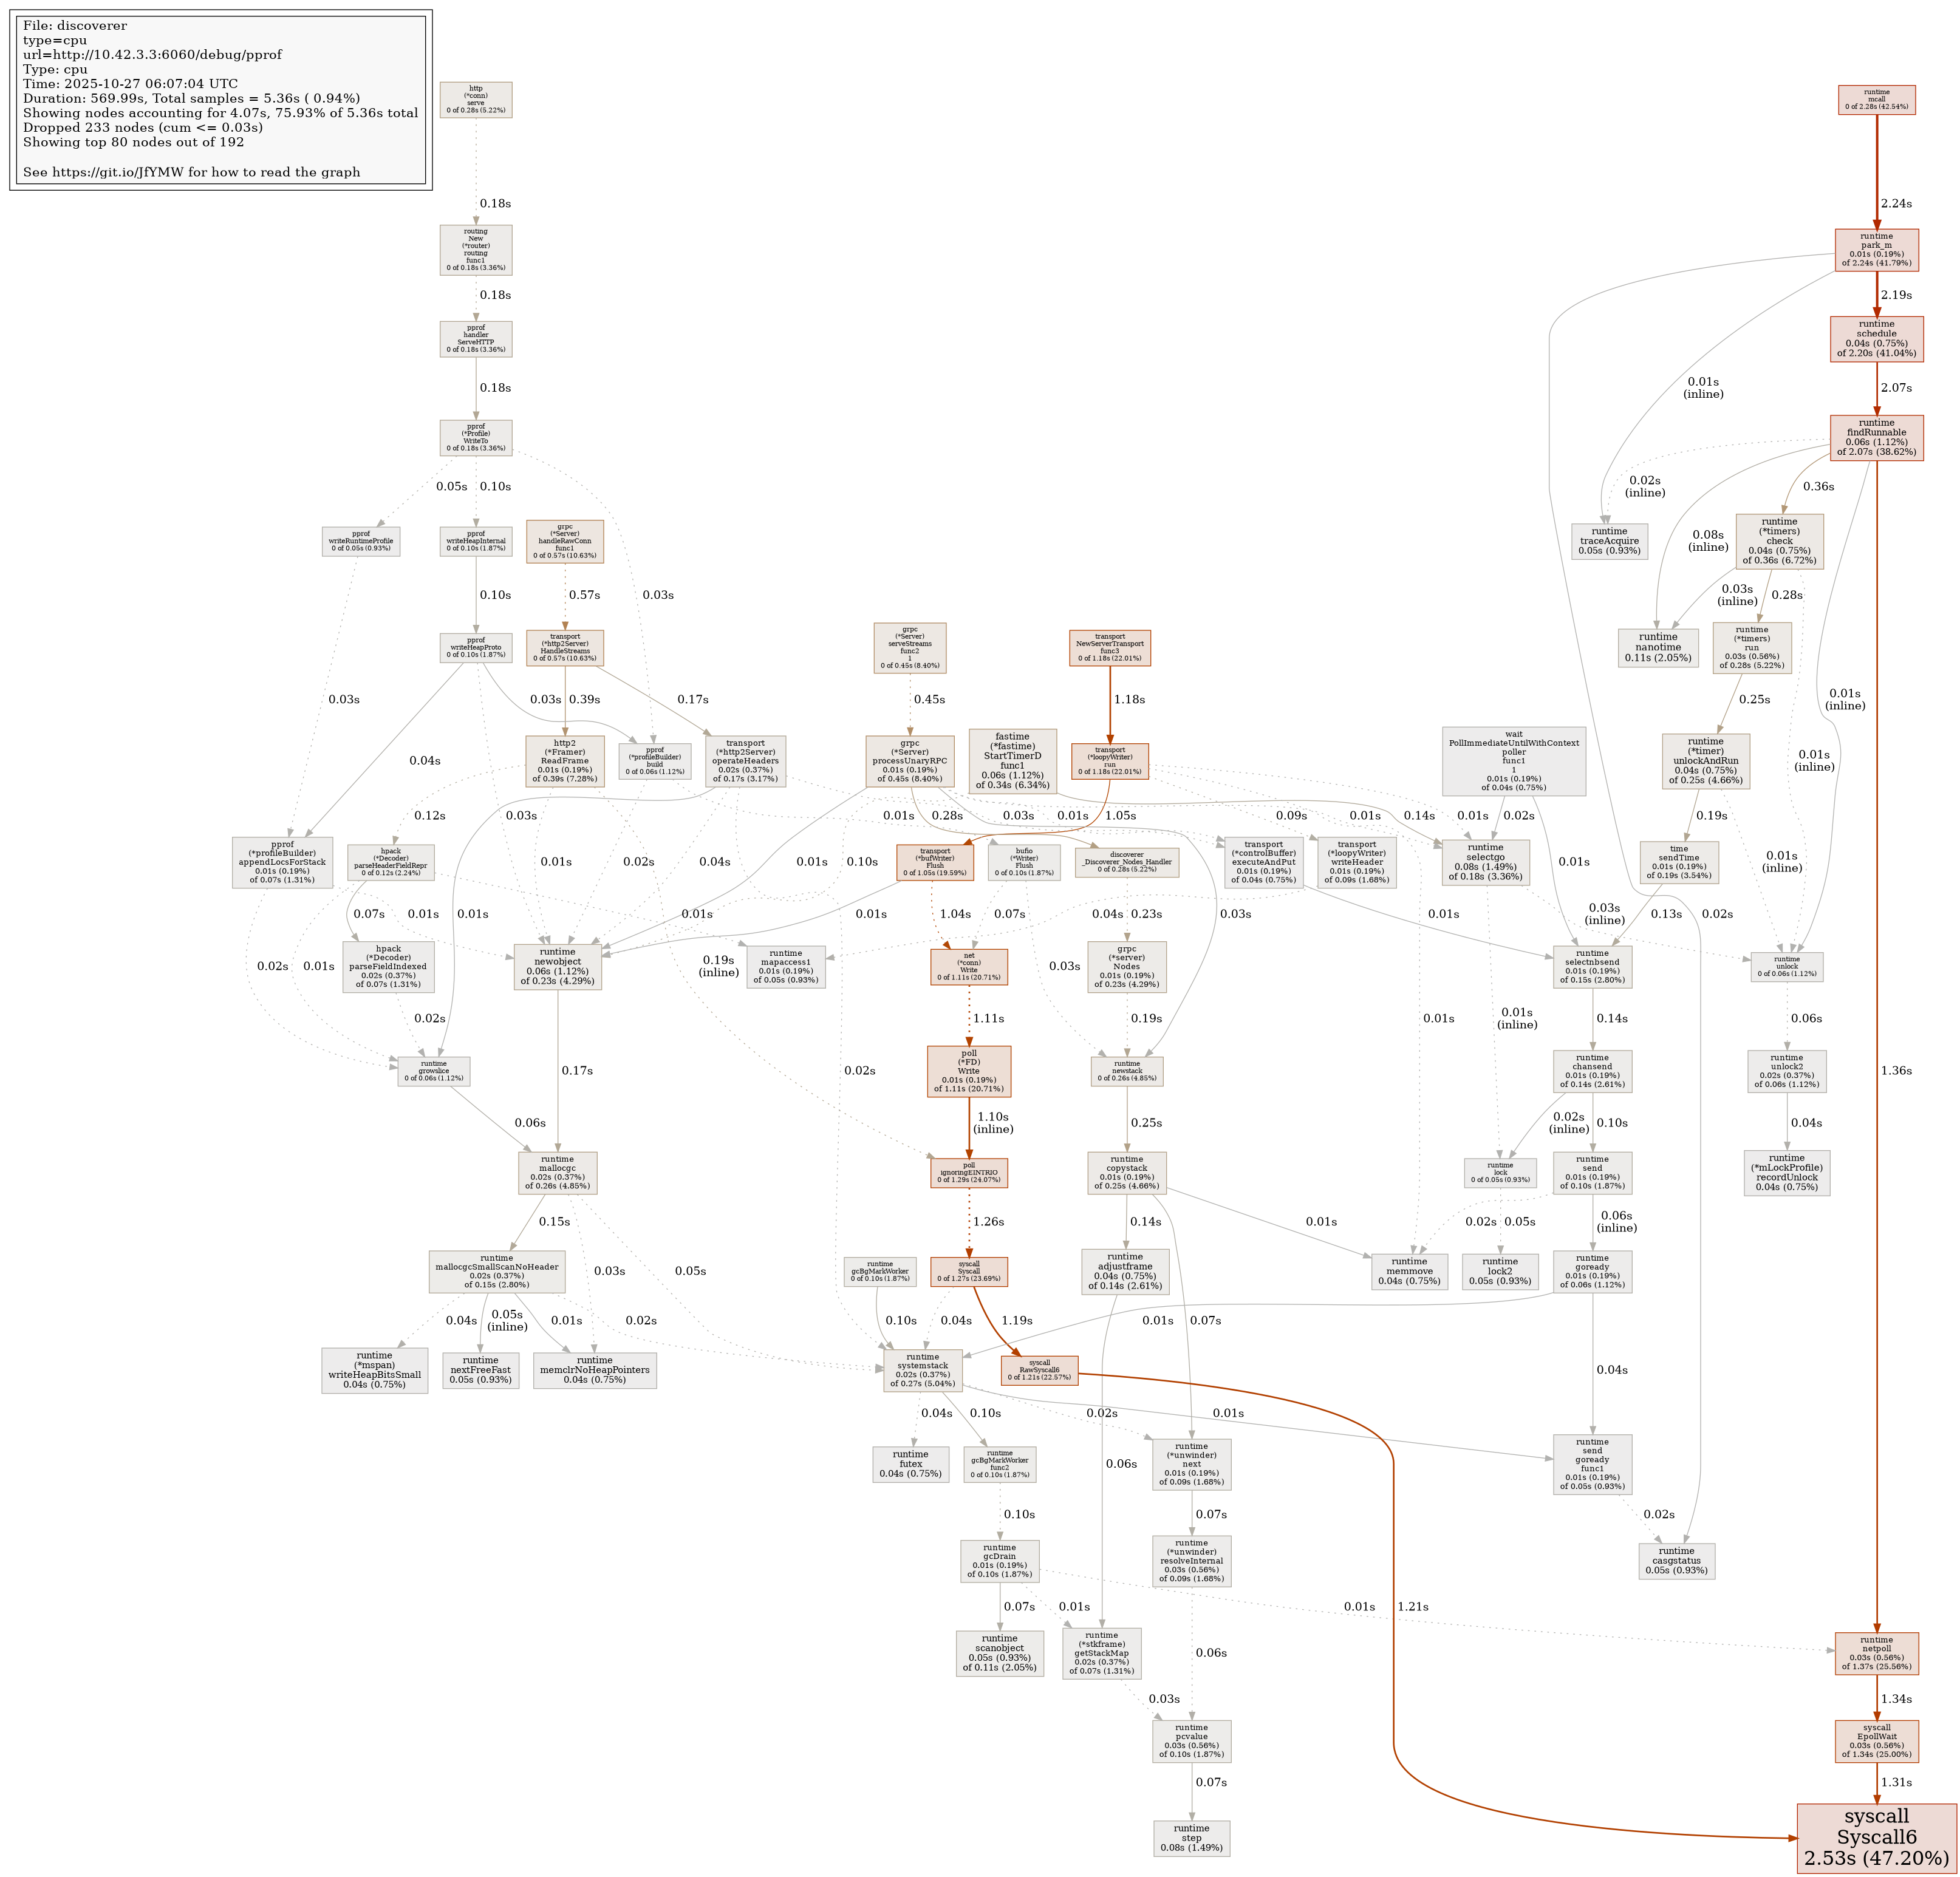 File: discoverer
type=cpu
url=http://10.42.3.3:6060/debug/pprof
Type: cpu
Time: 2025-10-27 06:07:04 UTC
Duration: 569.99s, Total samples = 5.36s ( 0.94%)
Showing nodes accounting for 4.07s, 75.93% of 5.36s total
Dropped 233 nodes (cum <= 0.03s)
Showing top 80 nodes out of 192
See https://git.io/JfYMW for how to read the graph
http
(*conn)
serve
0 of 0.28s (5.22%)
runtime
mcall
0 of 2.28s (42.54%)
0.18s
2.24s
routing
New
(*router)
routing
func1
0 of 0.18s (3.36%)
runtime
park_m
0.01s (0.19%)
of 2.24s (41.79%)
0.18s
2.19s
pprof
handler
ServeHTTP
0 of 0.18s (3.36%)
runtime
schedule
0.04s (0.75%)
of 2.20s (41.04%)
0.18s
0.01s
(inline)
2.07s
pprof
(*Profile)
WriteTo
0 of 0.18s (3.36%)
runtime
findRunnable
0.06s (1.12%)
of 2.07s (38.62%)
0.05s
0.10s
0.02s
(inline)
0.36s
pprof
writeRuntimeProfile
0 of 0.05s (0.93%)
pprof
writeHeapInternal
0 of 0.10s (1.87%)
grpc
(*Server)
handleRawConn
func1
0 of 0.57s (10.63%)
runtime
traceAcquire
0.05s (0.93%)
0.08s
(inline)
runtime
(*timers)
check
0.04s (0.75%)
of 0.36s (6.72%)
0.10s
0.57s
0.03s
0.03s
(inline)
0.28s
pprof
writeHeapProto
0 of 0.10s (1.87%)
transport
(*http2Server)
HandleStreams
0 of 0.57s (10.63%)
grpc
(*Server)
serveStreams
func2
1
0 of 0.45s (8.40%)
transport
NewServerTransport
func3
0 of 1.18s (22.01%)
runtime
nanotime
0.11s (2.05%)
runtime
(*timers)
run
0.03s (0.56%)
of 0.28s (5.22%)
0.03s
0.03s
0.39s
0.17s
0.45s
1.18s
0.25s
0.01s
(inline)
http2
(*Framer)
ReadFrame
0.01s (0.19%)
of 0.39s (7.28%)
pprof
(*profileBuilder)
build
0 of 0.06s (1.12%)
transport
(*http2Server)
operateHeaders
0.02s (0.37%)
of 0.17s (3.17%)
grpc
(*Server)
processUnaryRPC
0.01s (0.19%)
of 0.45s (8.40%)
fastime
(*fastime)
StartTimerD
func1
0.06s (1.12%)
of 0.34s (6.34%)
transport
(*loopyWriter)
run
0 of 1.18s (22.01%)
wait
PollImmediateUntilWithContext
poller
func1
1
0.01s (0.19%)
of 0.04s (0.75%)
runtime
(*timer)
unlockAndRun
0.04s (0.75%)
of 0.25s (4.66%)
0.04s
0.01s
(inline)
0.12s
0.03s
0.01s
0.28s
0.03s
0.01s
1.05s
0.09s
0.01s
0.14s
0.01s
0.02s
0.19s
pprof
(*profileBuilder)
appendLocsForStack
0.01s (0.19%)
of 0.07s (1.31%)
hpack
(*Decoder)
parseHeaderFieldRepr
0 of 0.12s (2.24%)
0.01s
0.02s
0.04s
0.01s
0.10s
transport
(*bufWriter)
Flush
0 of 1.05s (19.59%)
bufio
(*Writer)
Flush
0 of 0.10s (1.87%)
discoverer
_Discoverer_Nodes_Handler
0 of 0.28s (5.22%)
transport
(*controlBuffer)
executeAndPut
0.01s (0.19%)
of 0.04s (0.75%)
transport
(*loopyWriter)
writeHeader
0.01s (0.19%)
of 0.09s (1.68%)
runtime
selectgo
0.08s (1.49%)
of 0.18s (3.36%)
0.01s
time
sendTime
0.01s (0.19%)
of 0.19s (3.54%)
0.01s
(inline)
0.07s
0.01s
0.01s
0.01s
0.01s
1.04s
0.07s
0.23s
0.04s
0.03s
0.01s
0.03s
(inline)
0.13s
0.02s
hpack
(*Decoder)
parseFieldIndexed
0.02s (0.37%)
of 0.07s (1.31%)
runtime
newobject
0.06s (1.12%)
of 0.23s (4.29%)
0.19s
(inline)
runtime
mapaccess1
0.01s (0.19%)
of 0.05s (0.93%)
net
(*conn)
Write
0 of 1.11s (20.71%)
grpc
(*server)
Nodes
0.01s (0.19%)
of 0.23s (4.29%)
runtime
selectnbsend
0.01s (0.19%)
of 0.15s (2.80%)
runtime
unlock
0 of 0.06s (1.12%)
0.02s
0.01s
0.02s
1.11s
0.03s
0.19s
0.01s
0.01s
(inline)
0.14s
0.06s
runtime
growslice
0 of 0.06s (1.12%)
0.17s
0.02s
poll
(*FD)
Write
0.01s (0.19%)
of 1.11s (20.71%)
runtime
newstack
0 of 0.26s (4.85%)
runtime
chansend
0.01s (0.19%)
of 0.14s (2.61%)
runtime
unlock2
0.02s (0.37%)
of 0.06s (1.12%)
1.36s
0.06s
1.10s
(inline)
0.25s
0.02s
(inline)
0.10s
0.04s
runtime
mallocgc
0.02s (0.37%)
of 0.26s (4.85%)
poll
ignoringEINTRIO
0 of 1.29s (24.07%)
runtime
copystack
0.01s (0.19%)
of 0.25s (4.66%)
runtime
lock
0 of 0.05s (0.93%)
runtime
send
0.01s (0.19%)
of 0.10s (1.87%)
runtime
(*mLockProfile)
recordUnlock
0.04s (0.75%)
0.15s
1.26s
0.14s
0.01s
0.02s
0.05s
0.06s
(inline)
runtime
mallocgcSmallScanNoHeader
0.02s (0.37%)
of 0.15s (2.80%)
0.03s
0.05s
runtime
gcBgMarkWorker
0 of 0.10s (1.87%)
syscall
Syscall
0 of 1.27s (23.69%)
runtime
adjustframe
0.04s (0.75%)
of 0.14s (2.61%)
runtime
memmove
0.04s (0.75%)
runtime
lock2
0.05s (0.93%)
runtime
goready
0.01s (0.19%)
of 0.06s (1.12%)
0.04s
0.05s
(inline)
0.01s
0.02s
0.10s
0.04s
1.19s
0.01s
0.07s
runtime
(*mspan)
writeHeapBitsSmall
0.04s (0.75%)
runtime
nextFreeFast
0.05s (0.93%)
runtime
memclrNoHeapPointers
0.04s (0.75%)
runtime
systemstack
0.02s (0.37%)
of 0.27s (5.04%)
syscall
RawSyscall6
0 of 1.21s (22.57%)
0.04s
0.04s
0.10s
0.02s
0.01s
runtime
futex
0.04s (0.75%)
runtime
gcBgMarkWorker
func2
0 of 0.10s (1.87%)
0.06s
runtime
(*unwinder)
next
0.01s (0.19%)
of 0.09s (1.68%)
runtime
send
goready
func1
0.01s (0.19%)
of 0.05s (0.93%)
0.10s
0.07s
0.02s
runtime
gcDrain
0.01s (0.19%)
of 0.10s (1.87%)
runtime
(*unwinder)
resolveInternal
0.03s (0.56%)
of 0.09s (1.68%)
runtime
casgstatus
0.05s (0.93%)
0.07s
0.01s
0.01s
1.21s
runtime
scanobject
0.05s (0.93%)
of 0.11s (2.05%)
runtime
(*stkframe)
getStackMap
0.02s (0.37%)
of 0.07s (1.31%)
0.06s
runtime
netpoll
0.03s (0.56%)
of 1.37s (25.56%)
0.03s
1.34s
runtime
pcvalue
0.03s (0.56%)
of 0.10s (1.87%)
syscall
EpollWait
0.03s (0.56%)
of 1.34s (25.00%)
0.07s
1.31s
runtime
step
0.08s (1.49%)
syscall
Syscall6
2.53s (47.20%)